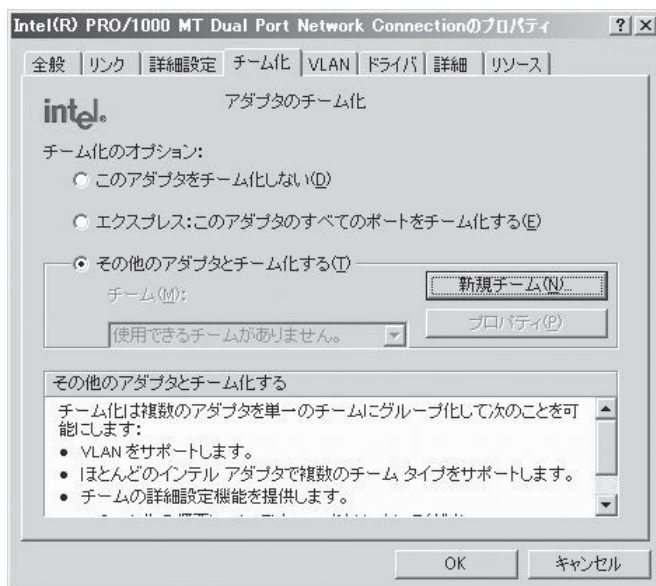 Intel(R) PRO/1000 MT Dual Port Network Connectionのプロパティ
全般 リンク 詳細設定 チーム化 VLAN ドライバ 詳細 リソース
intel®
アダプタのチーム化
チーム化のオプション:
このアダプタをチーム化しない(D)
エクスプレス:このアダプタのすべてのポートをチーム化する(E)
その他のアダプタとチーム化する(T)
チーム(M):
新規チーム(N)...
使用できるチームがありません。
プロパティ(P)
その他のアダプタとチーム化する
チーム化は複数のアダプタを単一のチームにグループ化して次のことを可
能にします:
• VLAN をサポートします。
• ほとんどのインテル アダプタで複数のチーム タイプをサポートします。
• チームの詳細設定機能を提供します。
OK キャンセル